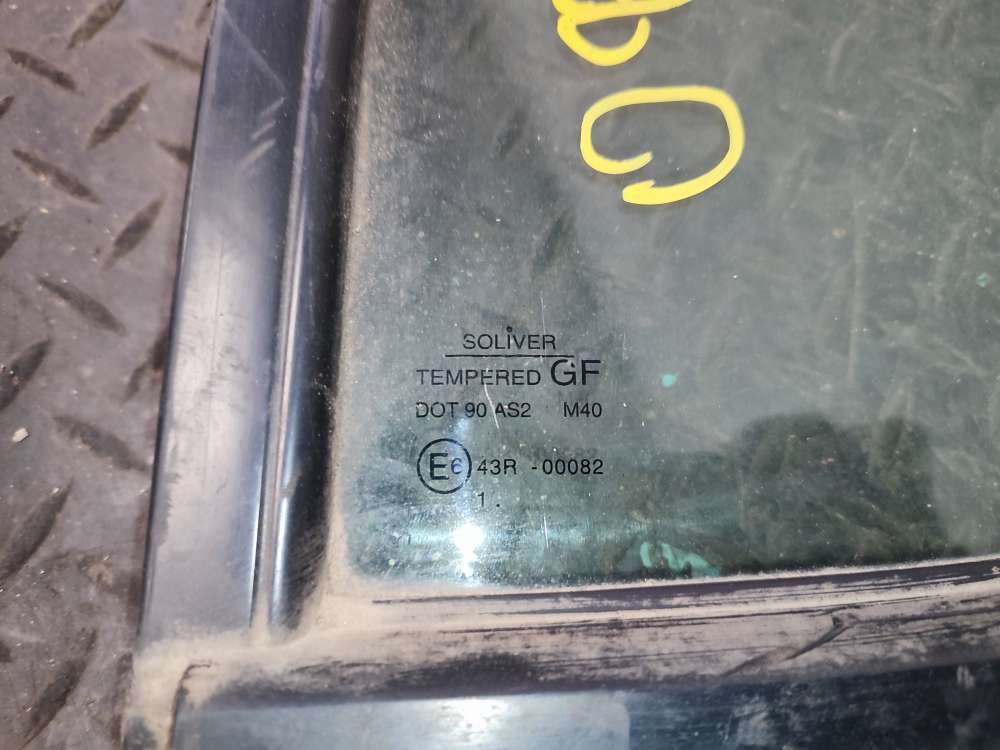 SOLiVER
TEMPERED GF
DOT 90 AS2 M40
E6 43R -00082
1.